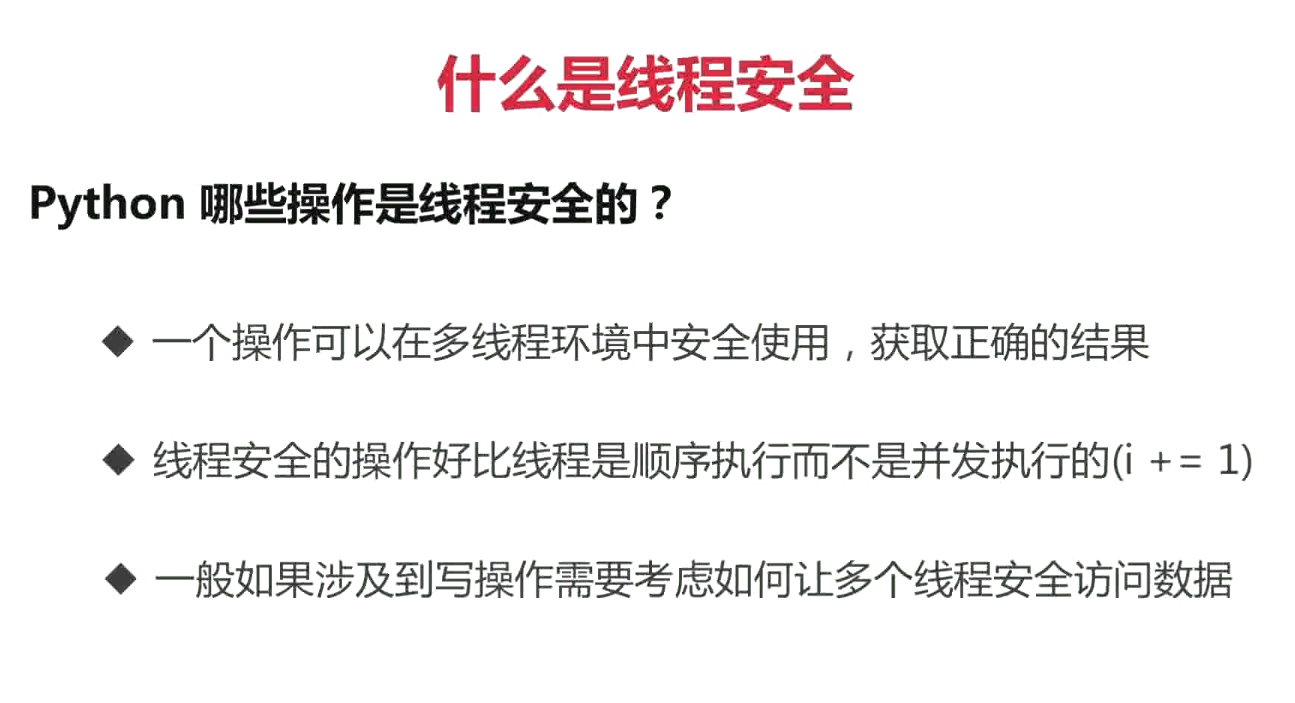 什么是线程安全
Python 哪些操作是线程安全的？
◆ 一个操作可以在多线程环境中安全使用，获取正确的结果
◆ 线程安全的操作好比线程是顺序执行而不是并发执行的(i += 1)
◆ 一般如果涉及到写操作需要考虑如何让多个线程安全访问数据